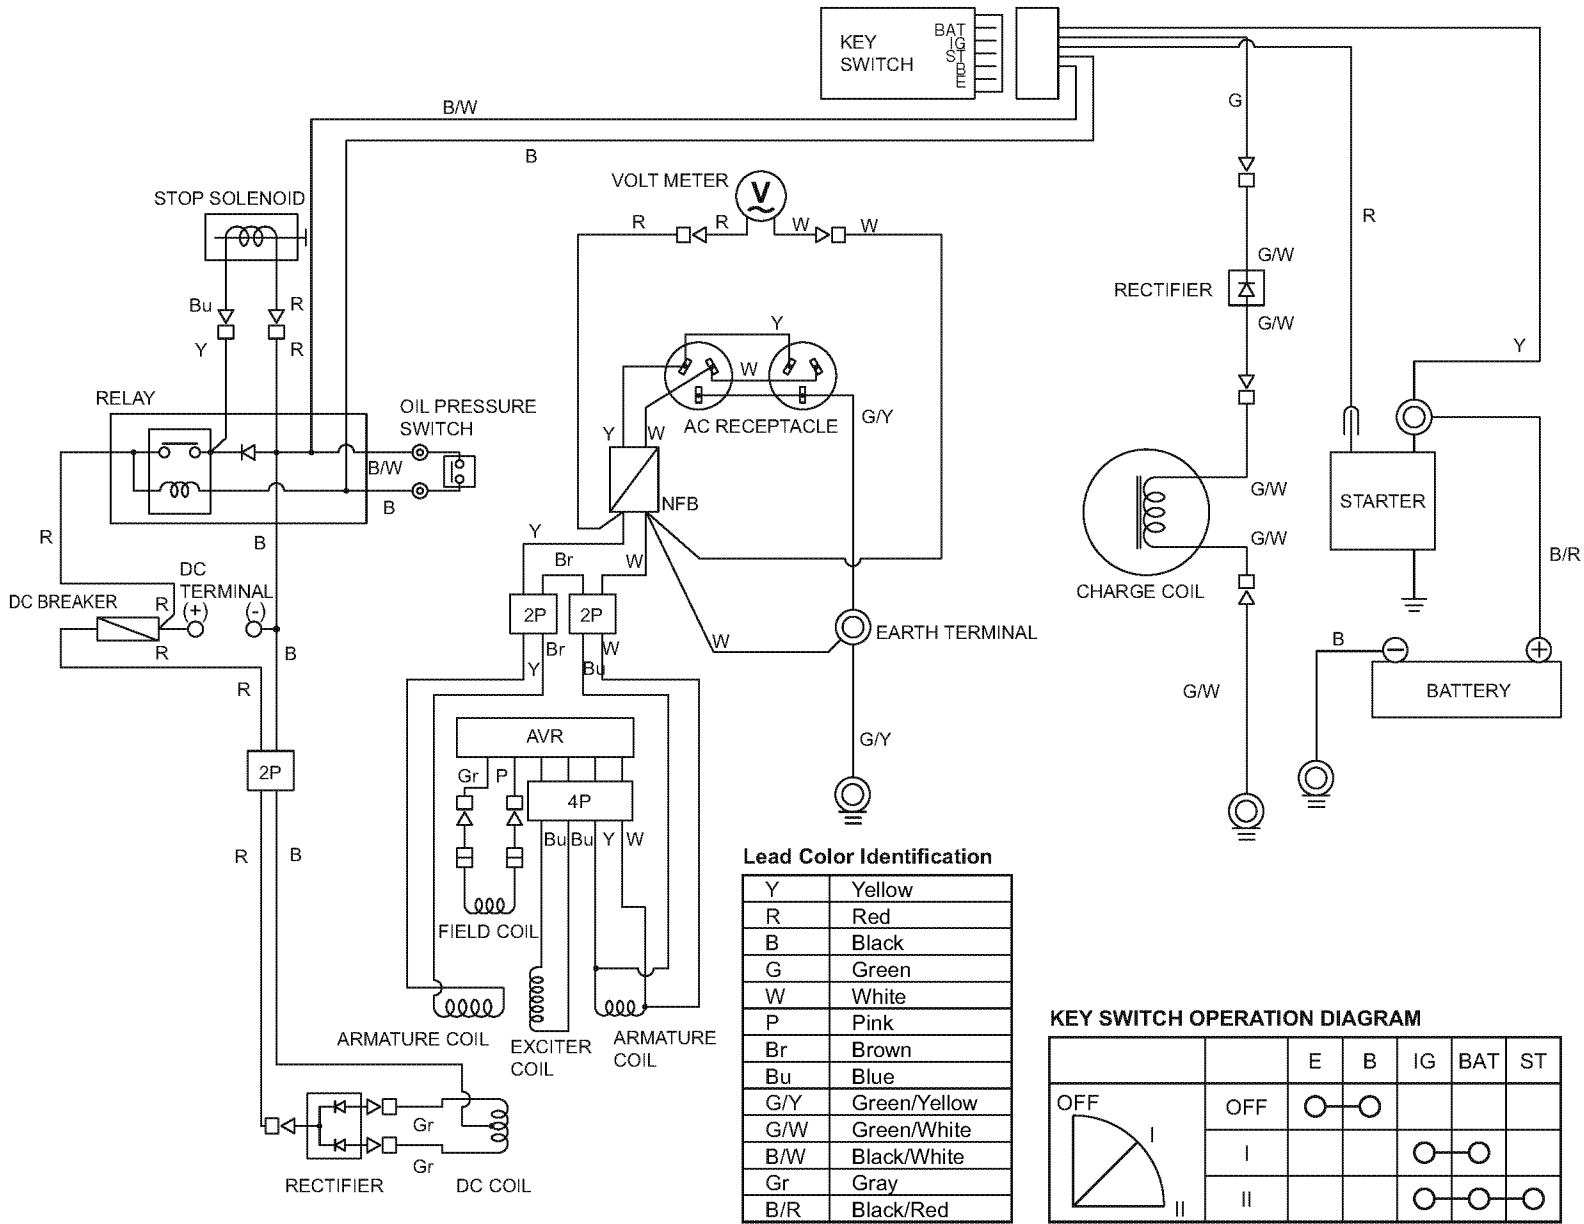 KEY
SWITCH
BAT
IG
ST
B
E
B/W
B
G
R
STOP SOLENOID
VOLT METER
V
R
R
W
W
G/W
RECTIFIER
G/W
Bu
R
Y
R
Y
Y
W
RELAY
OIL PRESSURE
SWITCH
AC RECEPTACLE
G/Y
Y
W
B/W
B
NFB
G/W
G/W
STARTER
CHARGE COIL
B/R
R
B
Y
Br
W
DC
TERMINAL
DC BREAKER
R
(+)
(-)
R
B
R
2P
2P
EARTH TERMINAL
W
Br
W
Y
Bu
B
BATTERY
G/W
G/Y
AVR
Gr
P
2P
4P
Bu
Bu
Y
W
R
B
FIELD COIL
ARMATURE COIL
EXCITER
COIL
ARMATURE
COIL
Gr
Gr
RECTIFIER
DC COIL
Lead Color Identification
Y Yellow
R Red
B Black
G Green
W White
P Pink
Br Brown
Bu Blue
G/Y Green/Yellow
G/W Green/White
B/W Black/White
Gr Gray
B/R Black/Red
KEY SWITCH OPERATION DIAGRAM
E B IG BAT ST
OFF
OFF
I
I
II
II